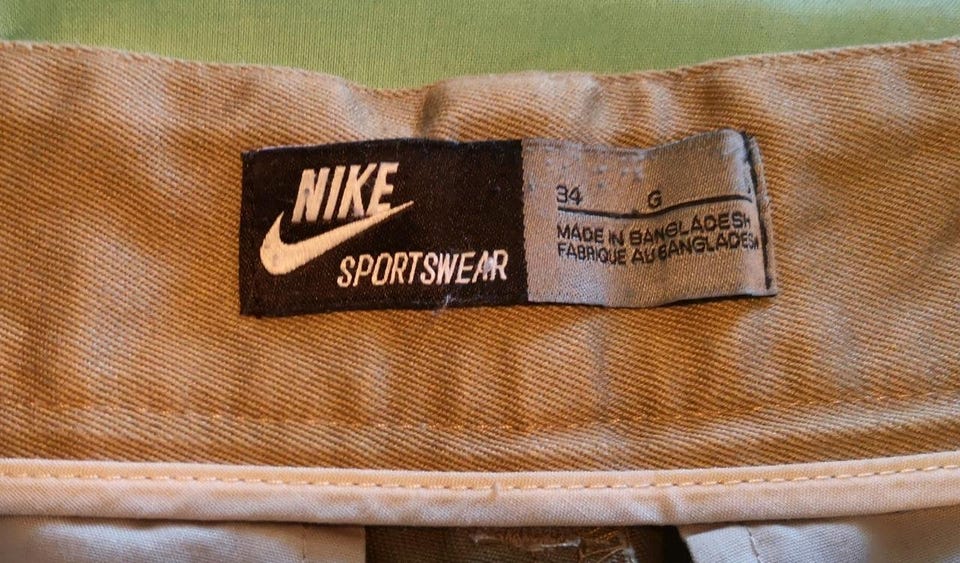 NIKE
SPORTSWEAR
34 G
MADE IN BANGLADESH
FABRIQUE AU BANGLADESH